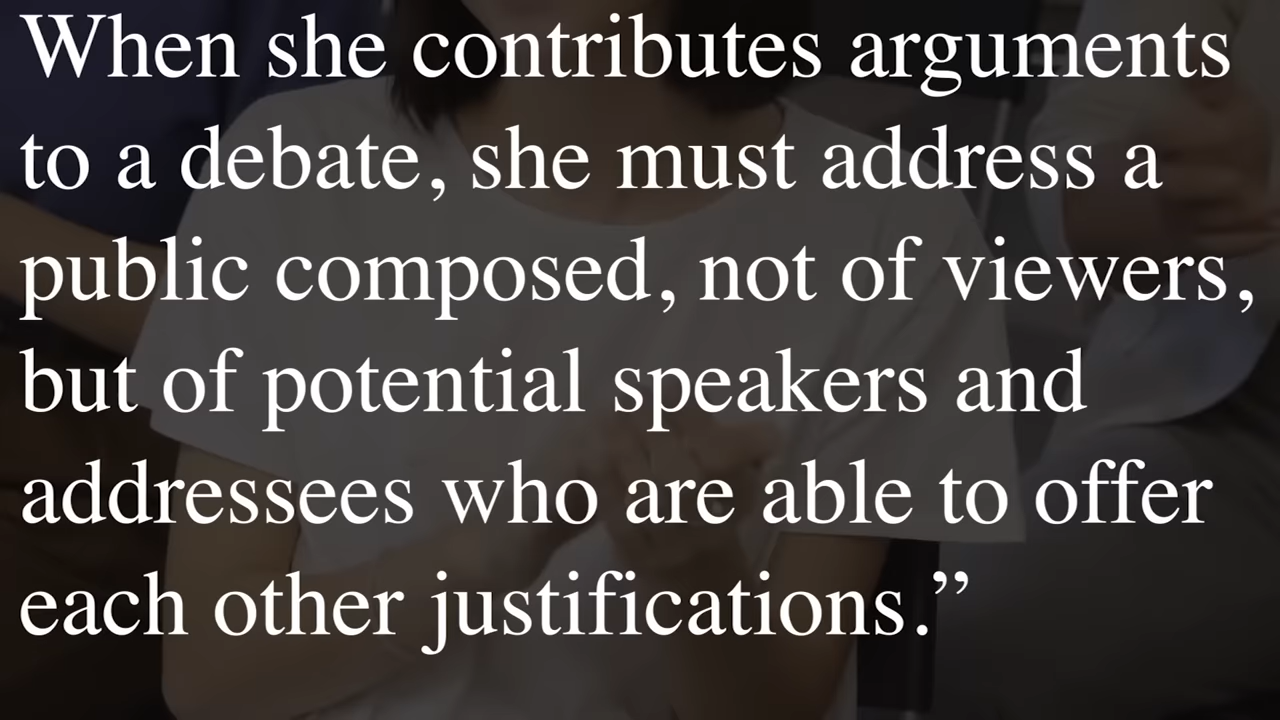 When she contributes arguments
to a debate, she must address a
public composed, not of viewers,
but of potential speakers and
addressees who are able to offer
each other justifications.”